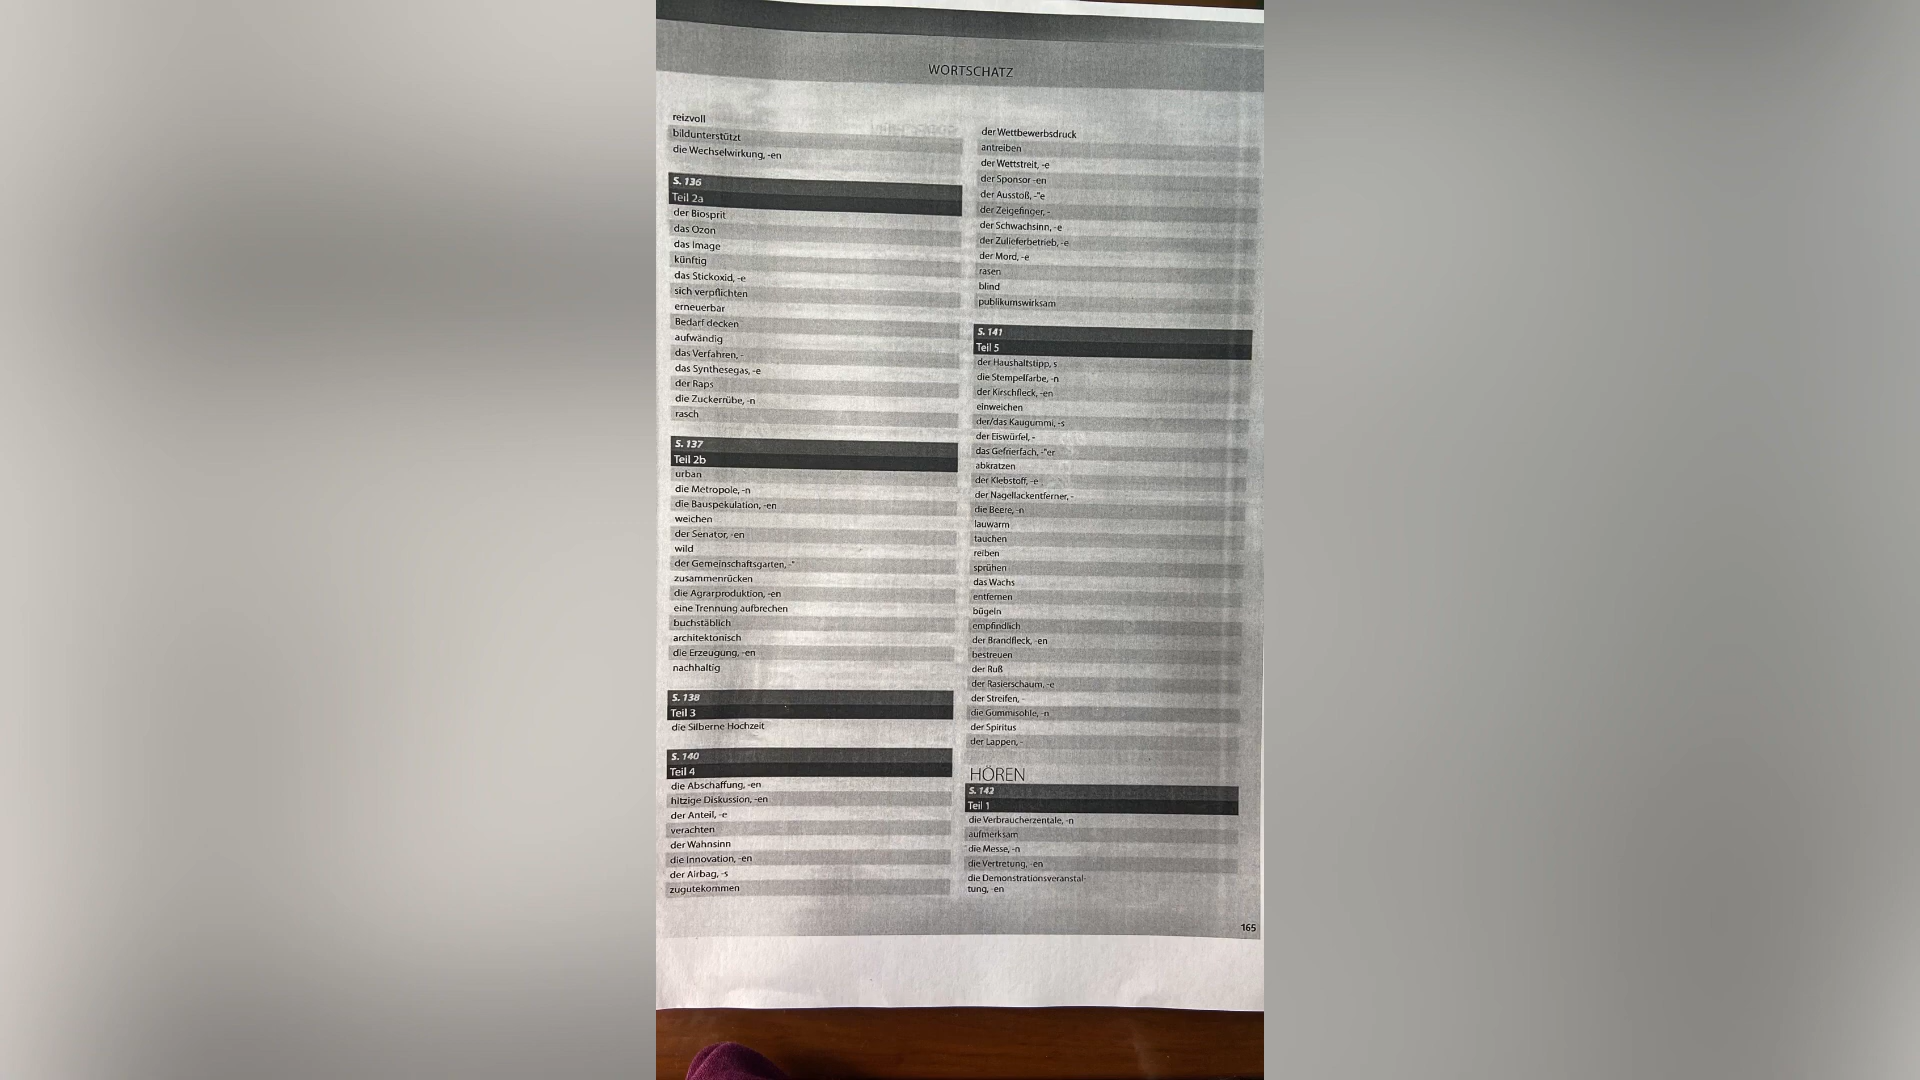 WORTSCHATZ
reizvoll
bildunterstützt
die Wechselwirkung, -en
S. 136
Teil 2a
der Biosprit
das Ozon
das Image
künftig
das Stickoxid, -e
sich verpflichten
erneuerbar
Bedarf decken
aufwändig
das Verfahren, -
das Synthesegas, -e
der Raps
die Zuckerrübe, -n
rasch
S. 137
Teil 2b
urban
die Metropole, -n
die Bauspekulation, -en
weichen
der Senator, -en
wild
der Gemeinschaftsgarten, -"
zusammenrücken
die Agrarproduktion, -en
eine Trennung aufbrechen
buchstäblich
architektonisch
die Erzeugung, -en
nachhaltig
S. 138
Teil 3
die Silberne Hochzeit
S. 140
Teil 4
die Abschaffung, -en
hitzige Diskussion, -en
der Anteil, -e
verachten
der Wahnsinn
die Innovation, -en
der Airbag, -s
zugutekommen
der Wettbewerbsdruck
antreiben
der Wettstreit, -e
der Sponsor -en
der Ausstoß, -"e
der Zeigefinger, -
der Schwachsinn, -e
der Zulieferbetrieb, -e
der Mord, -e
rasen
blind
publikumswirksam
S. 141
Teil 5
der Haushaltstipp, s
die Stempelfarbe, -n
der Kirschfleck, -en
einweichen
der/das Kaugummi, -s
der Eiswürfel, -
das Gefrierfach, -"er
abkratzen
der Klebstoff, -e
der Nagellackentferner, -
die Beere, -n
lauwarm
tauchen
reiben
sprühen
das Wachs
entfernen
bügeln
empfindlich
der Brandfleck, -en
bestreuen
der Ruß
der Rasierschaum, -e
der Streifen, -
die Gummisohle, -n
der Spiritus
der Lappen, -
HÖREN
S. 142
Teil 1
die Verbraucherzentale, -n
aufmerksam
die Messe, -n
die Vertretung, -en
die Demonstrationsveranstal-
tung, -en
165